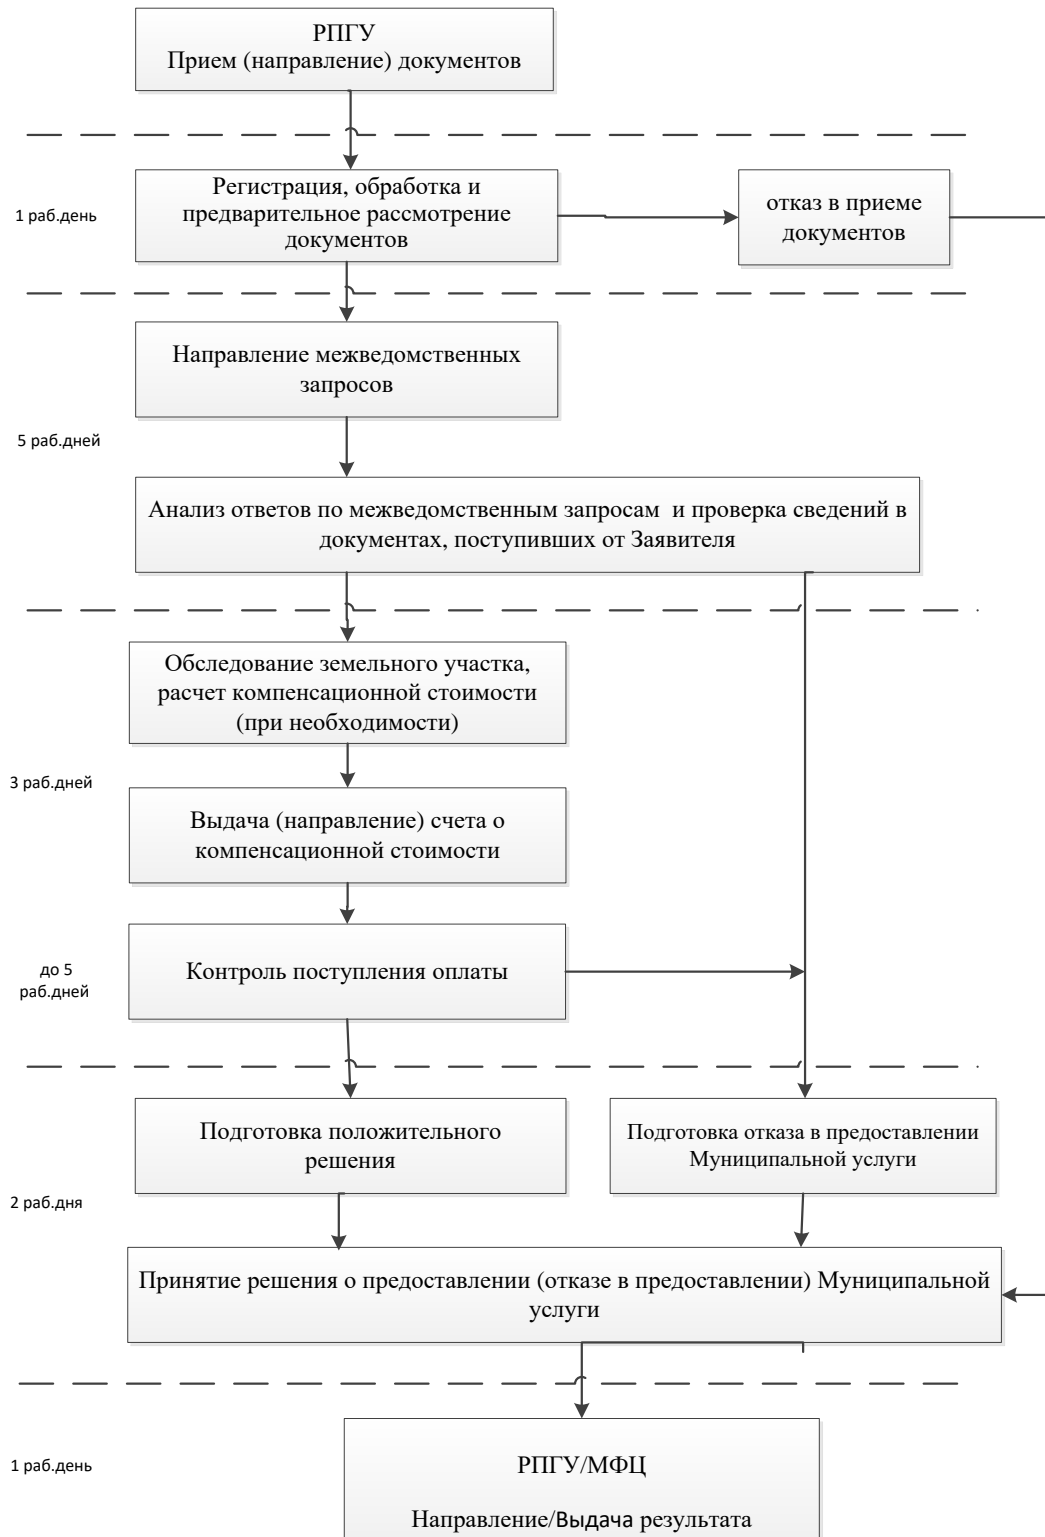 РПГУ
Прием (направление) документов
1 раб.день
Регистрация, обработка и
предварительное рассмотрение
документов
отказ в приеме
документов
Направление межведомственных
запросов
5 раб.дней
Анализ ответов по межведомственным запросам и проверка сведений в
документах, поступивших от Заявителя
Обследование земельного участка,
расчет компенсационной стоимости
(при необходимости)
3 раб.дней
Выдача (направление) счета о
компенсационной стоимости
до 5
раб.дней
Контроль поступления оплаты
Подготовка положительного
решения
Подготовка отказа в предоставлении
Муниципальной услуги
2 раб.дня
Принятие решения о предоставлении (отказе в предоставлении) Муниципальной
услуги
1 раб.день
РПГУ/МФЦ
Направление/Выдача результата